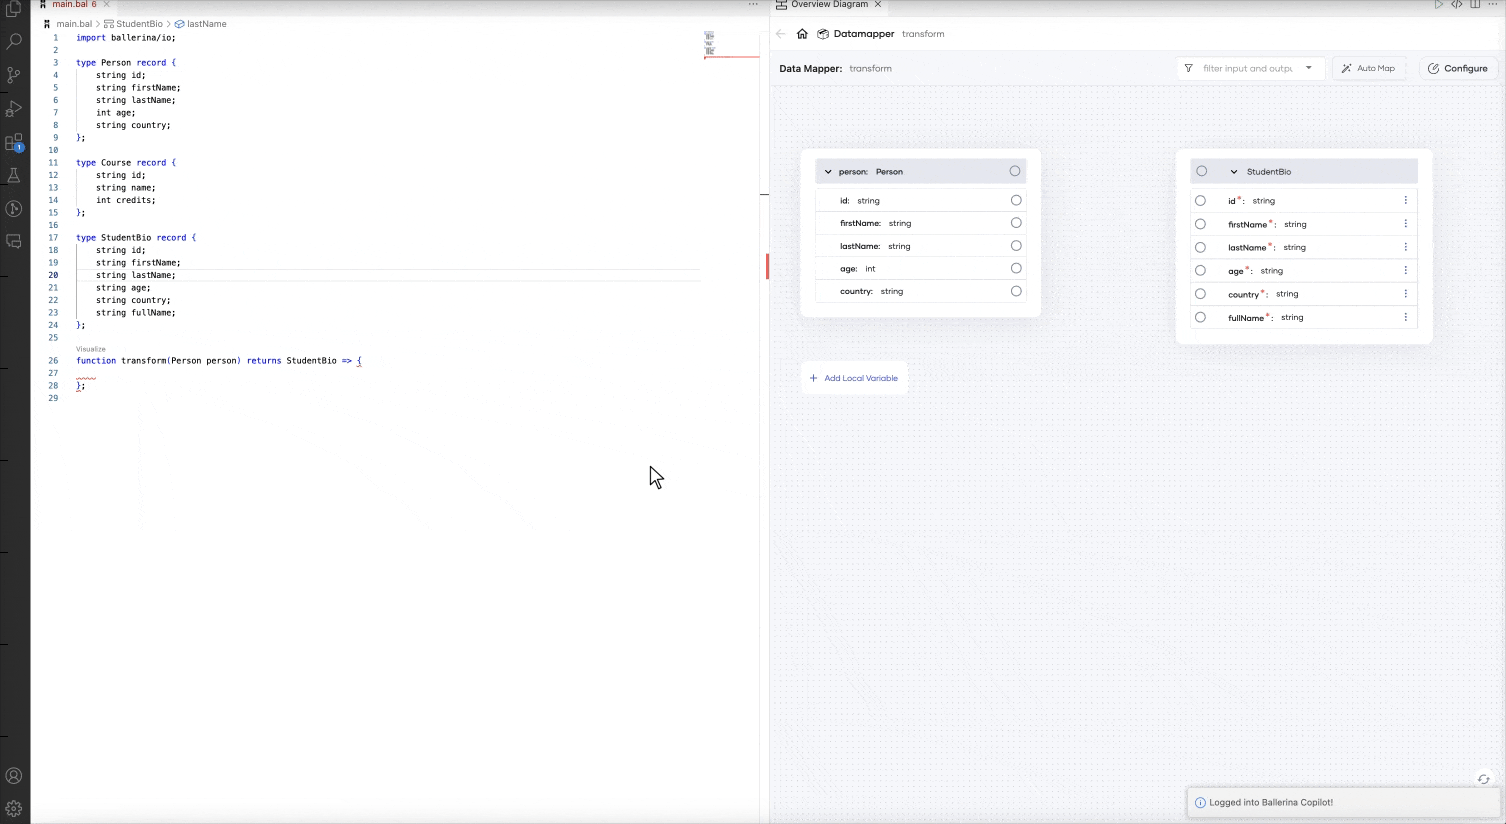 main.bal 6
main.bal > StudentBio > lastName
1 import ballerina/io;
2
3 type Person record {
4 string id;
5 string firstName;
6 string lastName;
7 int age;
8 string country;
9 };
10
11 type Course record {
12 string id;
13 string name;
14 int credits;
15 };
16
17 type StudentBio record {
18 string id;
19 string firstName;
20 string lastName;
21 string age;
22 string country;
23 string fullName;
24 };
25
Visualize
26 function transform(Person person) returns StudentBio => {
27
28 };
29
1
Overview Diagram
Datamapper transform
Data Mapper: transform
filter input and outpu
Auto Map
Configure
person: Person
id: string
firstName: string
lastName: string
age: int
country: string
+ Add Local Variable
StudentBio
id*: string
firstName*: string
lastName*: string
age*: string
country*: string
fullName*: string
Logged into Ballerina Copilot!